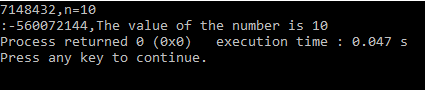 7148432,n=10
:-560072144,The value of the number is 10
Process returned 0 (0x0)   execution time : 0.047 s
Press any key to continue.